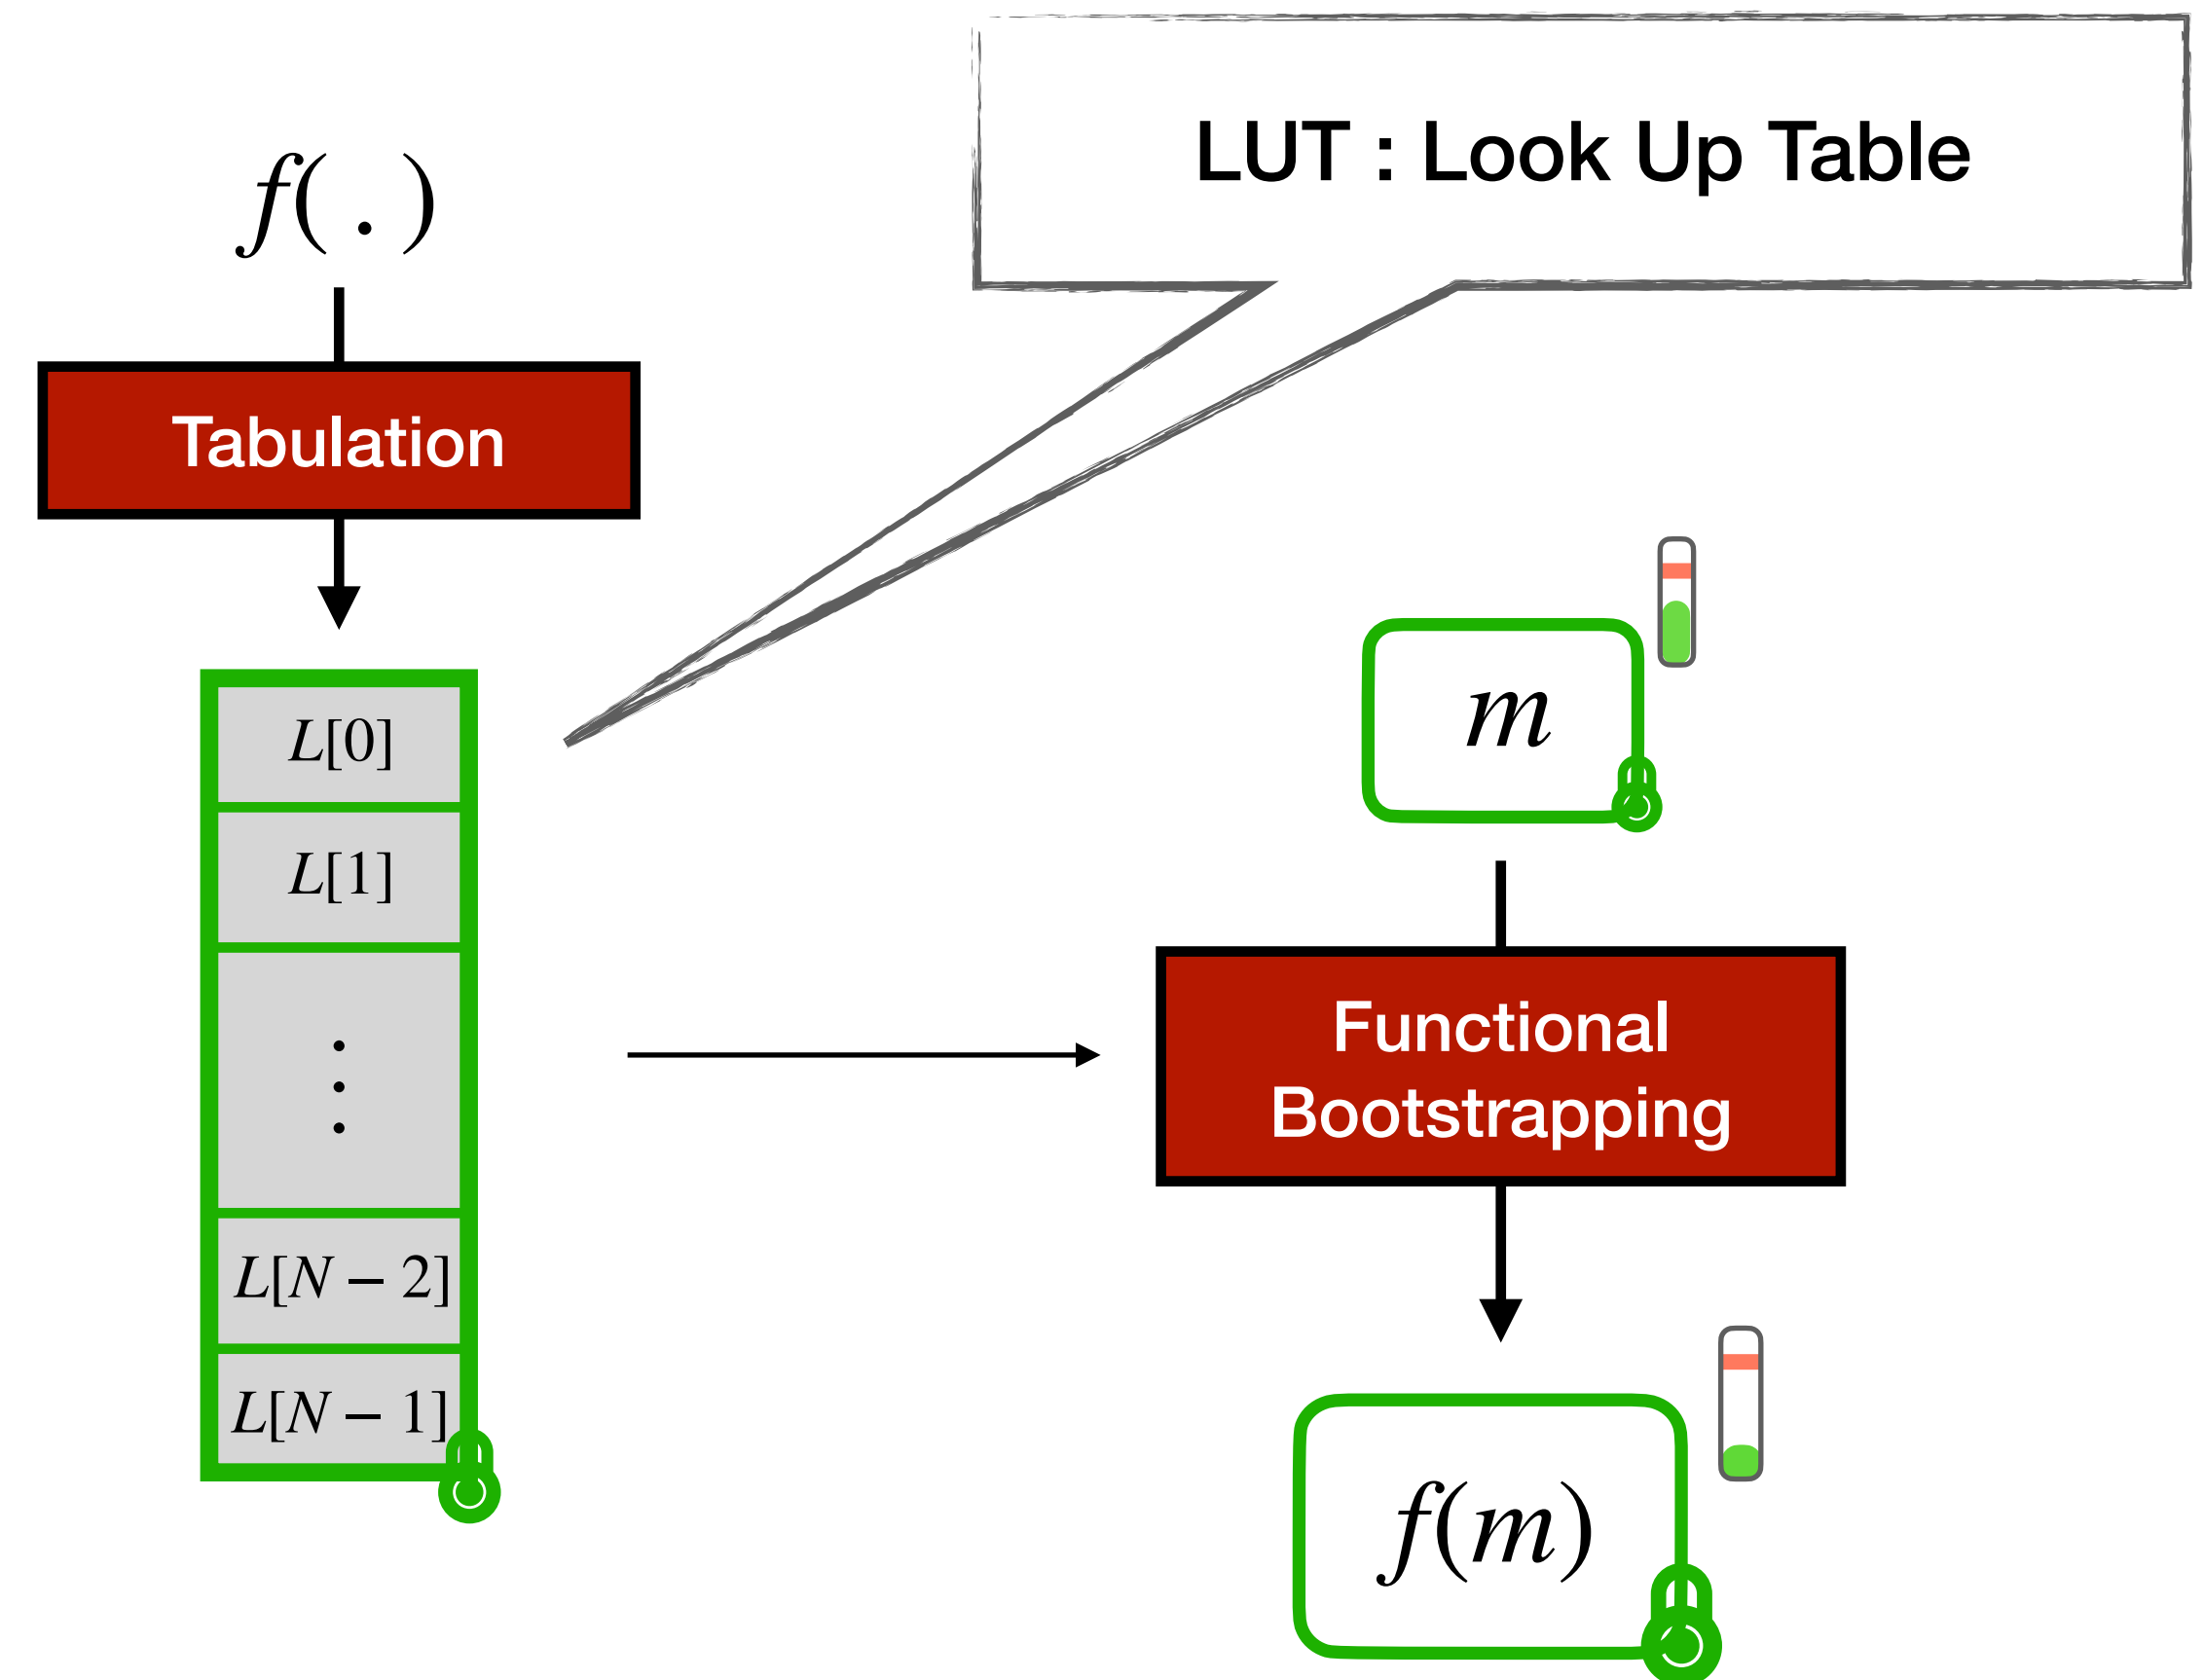 LUT : Look Up Table
f( . )
Tabulation
L[0]
L[1]
⋮
L[N − 2]
L[N − 1]
m
Functional
Bootstrapping
f(m)